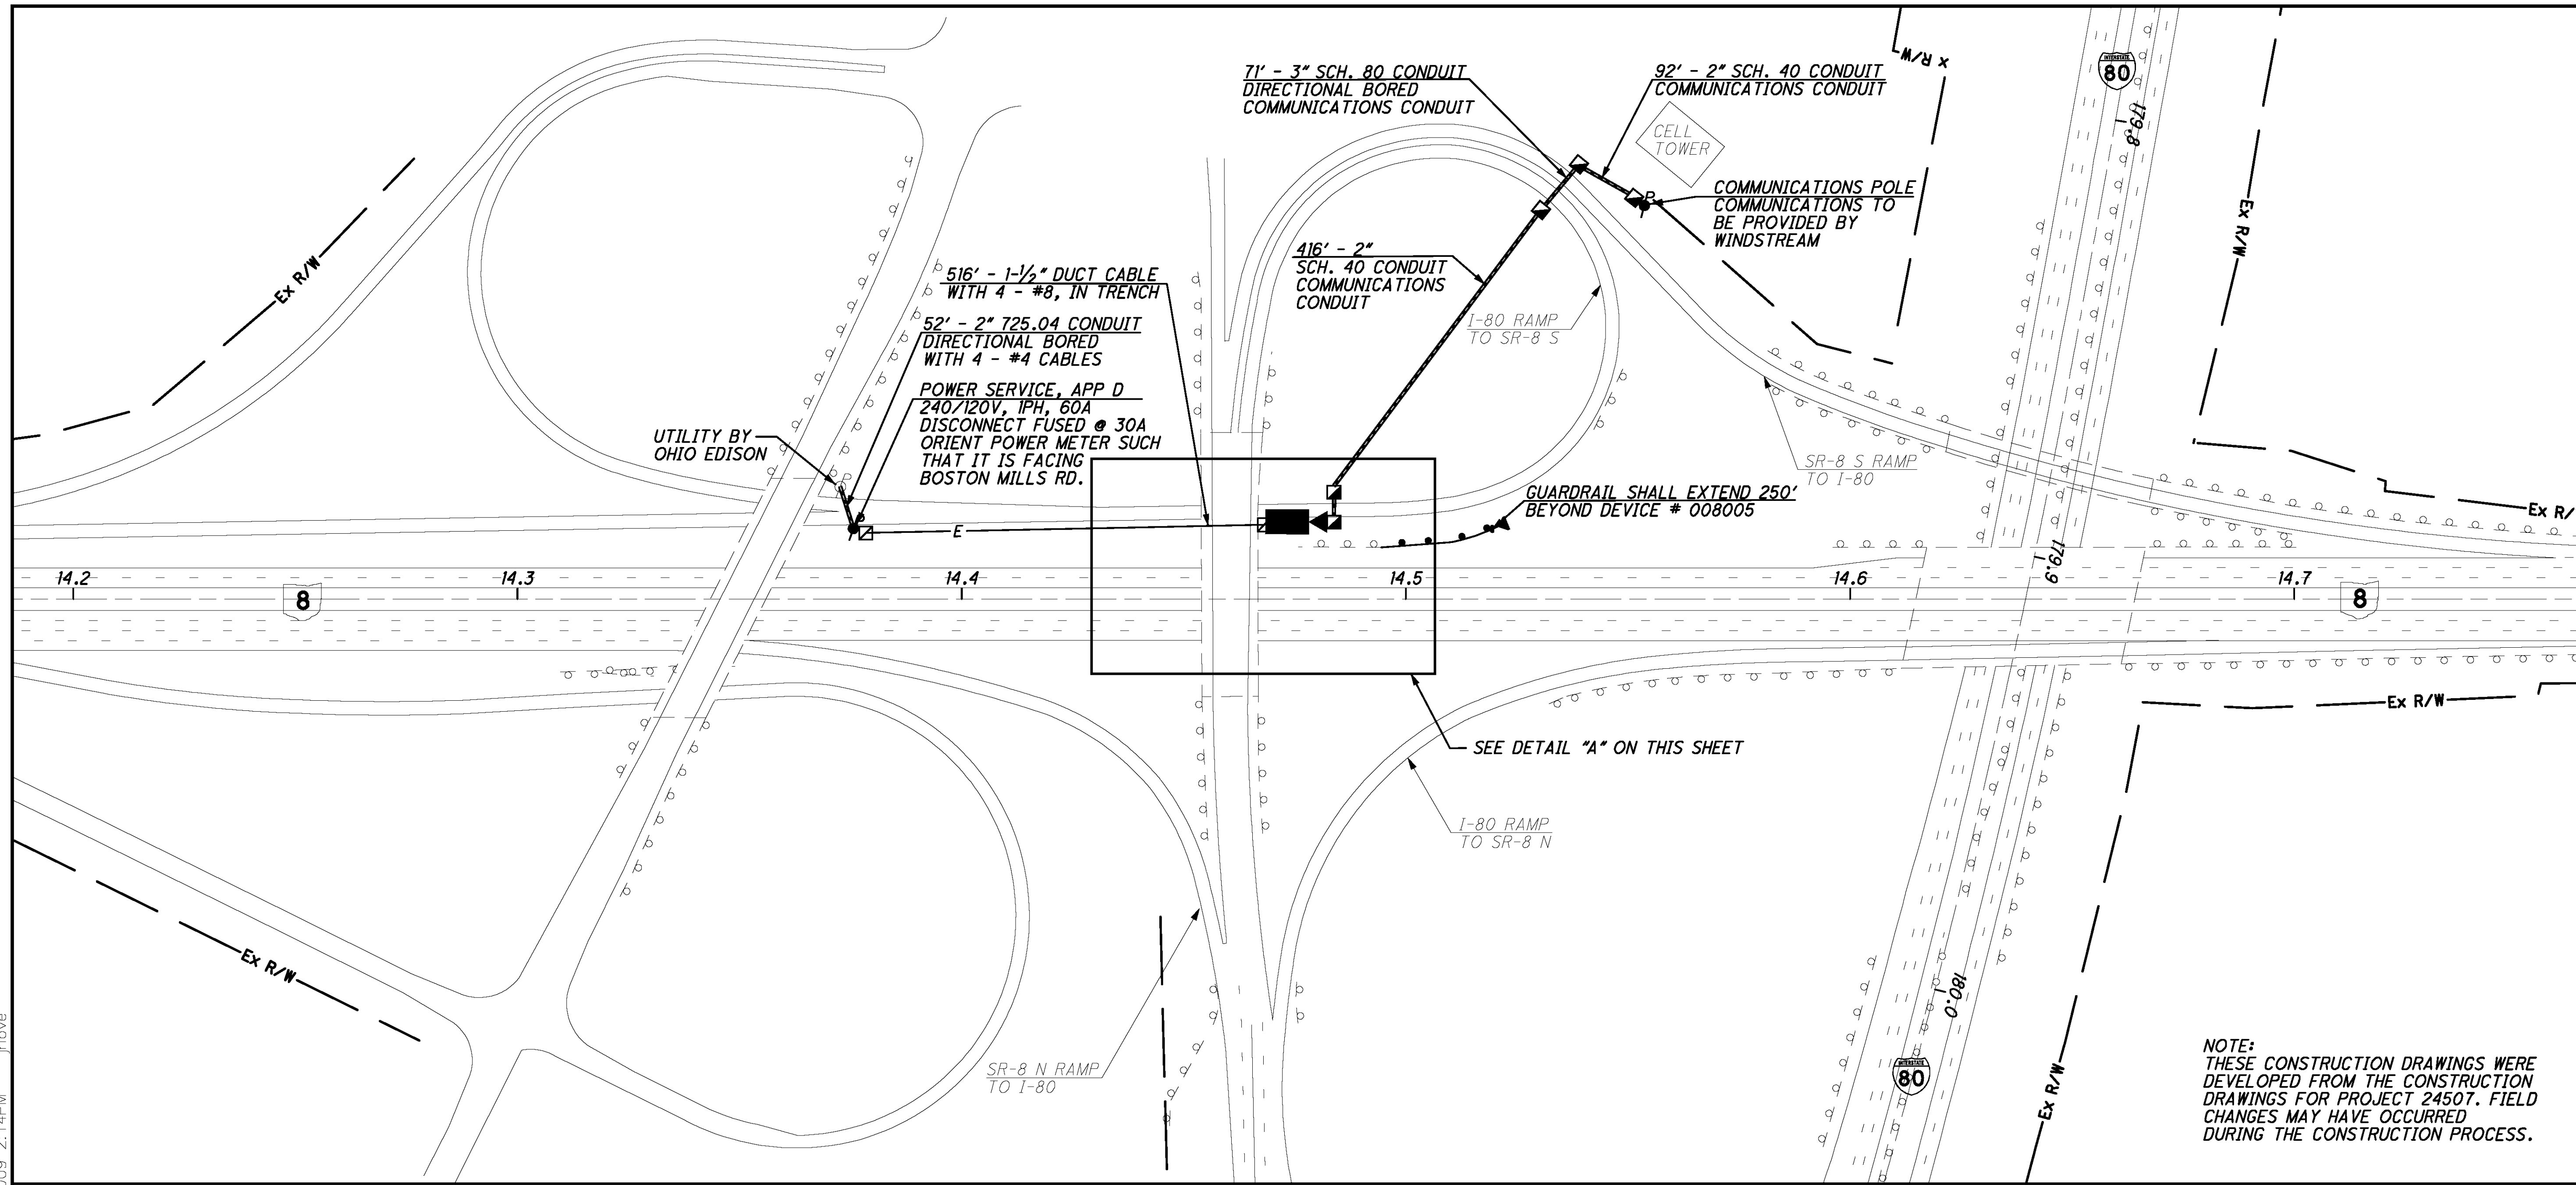 71' - 3" SCH. 80 CONDUIT
DIRECTIONAL BORED
COMMUNICATIONS CONDUIT
92' - 2" SCH. 40 CONDUIT
COMMUNICATIONS CONDUIT
x R/W
INTERSTATE
80
179.8
CELL
TOWER
COMMUNICATIONS POLE
COMMUNICATIONS TO
BE PROVIDED BY
WINDSTREAM
P
Ex R/W
Ex R/W
416' - 2"
SCH. 40 CONDUIT
COMMUNICATIONS
CONDUIT
516' - 1-1/2" DUCT CABLE
WITH 4 - #8, IN TRENCH
52' - 2" 725.04 CONDUIT
DIRECTIONAL BORED
WITH 4 - #4 CABLES
I-80 RAMP
TO SR-8 S
POWER SERVICE, APP D
240/120V, 1PH, 60A
DISCONNECT FUSED @ 30A
ORIENT POWER METER SUCH
THAT IT IS FACING
BOSTON MILLS RD.
UTILITY BY
OHIO EDISON
SR-8 S RAMP
TO I-80
GUARDRAIL SHALL EXTEND 250'
BEYOND DEVICE # 008005
Ex R/
E
179.9
14.2
14.3
14.4
14.5
14.6
14.7
8
8
Ex R/W
SEE DETAIL "A" ON THIS SHEET
I-80 RAMP
TO SR-8 N
Ex R/W
180.0
INTERSTATE
80
SR-8 N RAMP
TO I-80
Ex R/W
NOTE:
THESE CONSTRUCTION DRAWINGS WERE
DEVELOPED FROM THE CONSTRUCTION
DRAWINGS FOR PROJECT 24507. FIELD
CHANGES MAY HAVE OCCURRED
DURING THE CONSTRUCTION PROCESS.
2:14PM